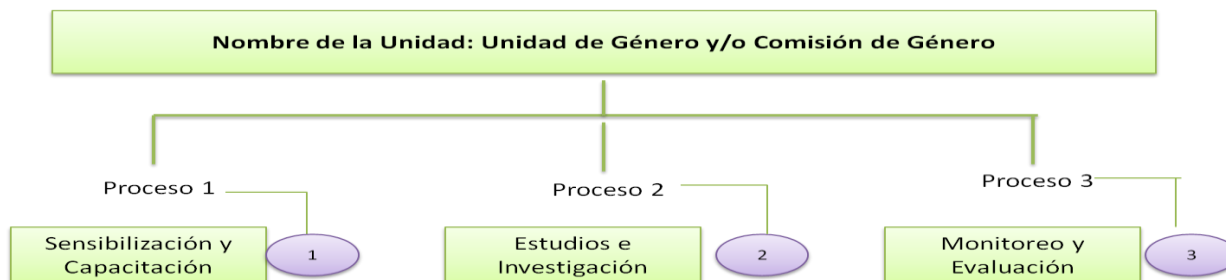 Nombre de la Unidad: Unidad de Género y/o Comisión de Género
Proceso 1
Proceso 2
Proceso 3
Sensibilización y
Capacitación
1
Estudios e
Investigación
2
Monitoreo y
Evaluación
3